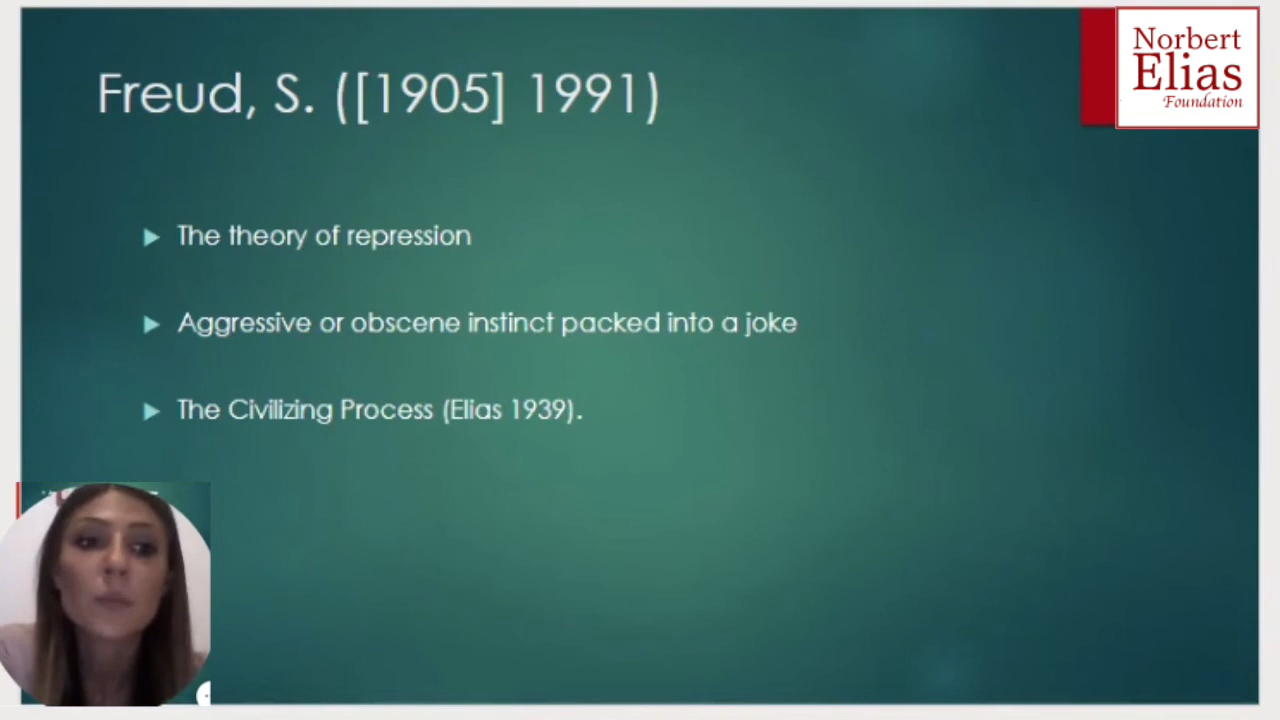 Freud, S. ([1905] 1991)
Norbert
Elias
Foundation
The theory of repression
Aggressive or obscene instinct packed into a joke
The Civilizing Process (Elias 1939).